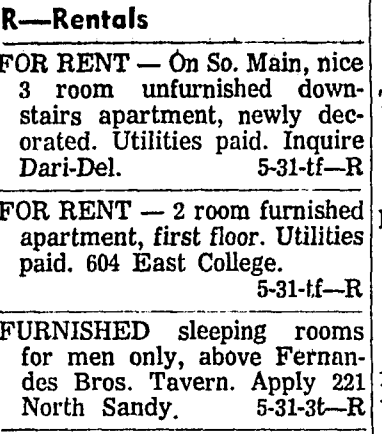 R—Rentals
FOR RENT — On So. Main, nice
3 room unfurnished down-
stairs apartment, newly dec-
orated. Utilities paid. Inquire
Dari-Del. 5-31-tf—R
FOR RENT — 2 room furnished
apartment, first floor. Utilities
paid. 604 East College.
5-31-tf—R
FURNISHED sleeping rooms
for men only, above Fernan-
des Bros. Tavern. Apply 221
North Sandy. 5-31-3t—R